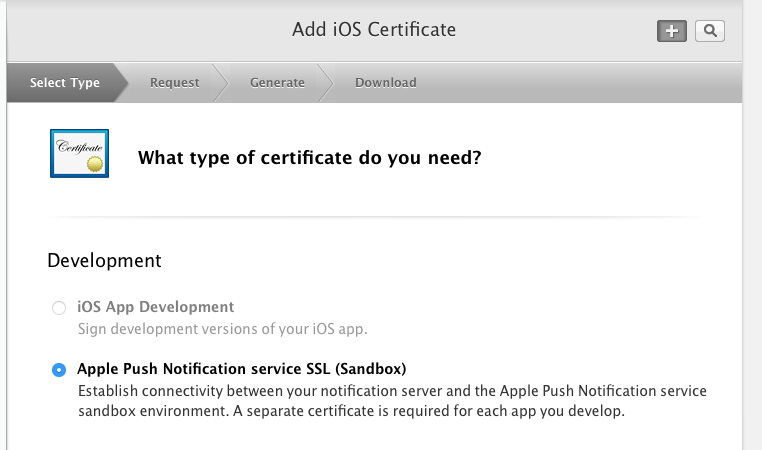 Add iOS Certificate
Select Type
Request
Generate
Download
Certificate
What type of certificate do you need?
Development
iOS App Development
Sign development versions of your iOS app.
Apple Push Notification service SSL (Sandbox)
Establish connectivity between your notification server and the Apple Push Notification service
sandbox environment. A separate certificate is required for each app you develop.